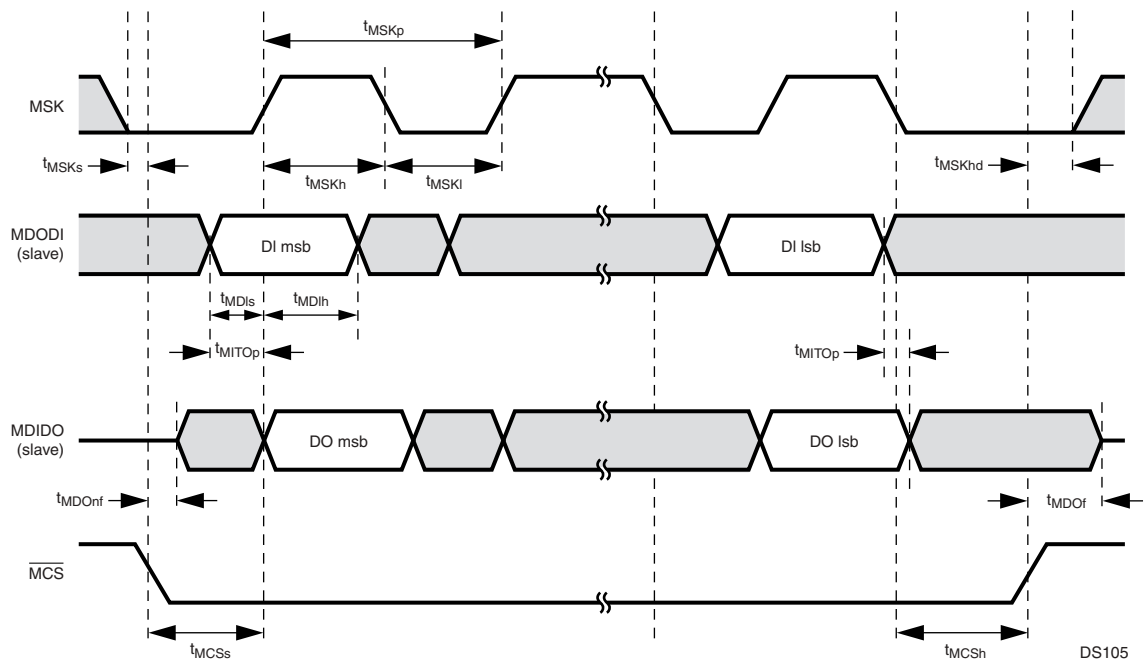 tMSKp
MSK
tMSKs
tMSKh
tMSKl
tMSKhd
MDODI
(slave)
DI msb
DI lsb
tMDIs
tMDIh
tMITOp
tMITOp
MDIDO
(slave)
DO msb
DO lsb
tMDOnf
tMDOf
MCS
tMCSs
tMCSh
DS105